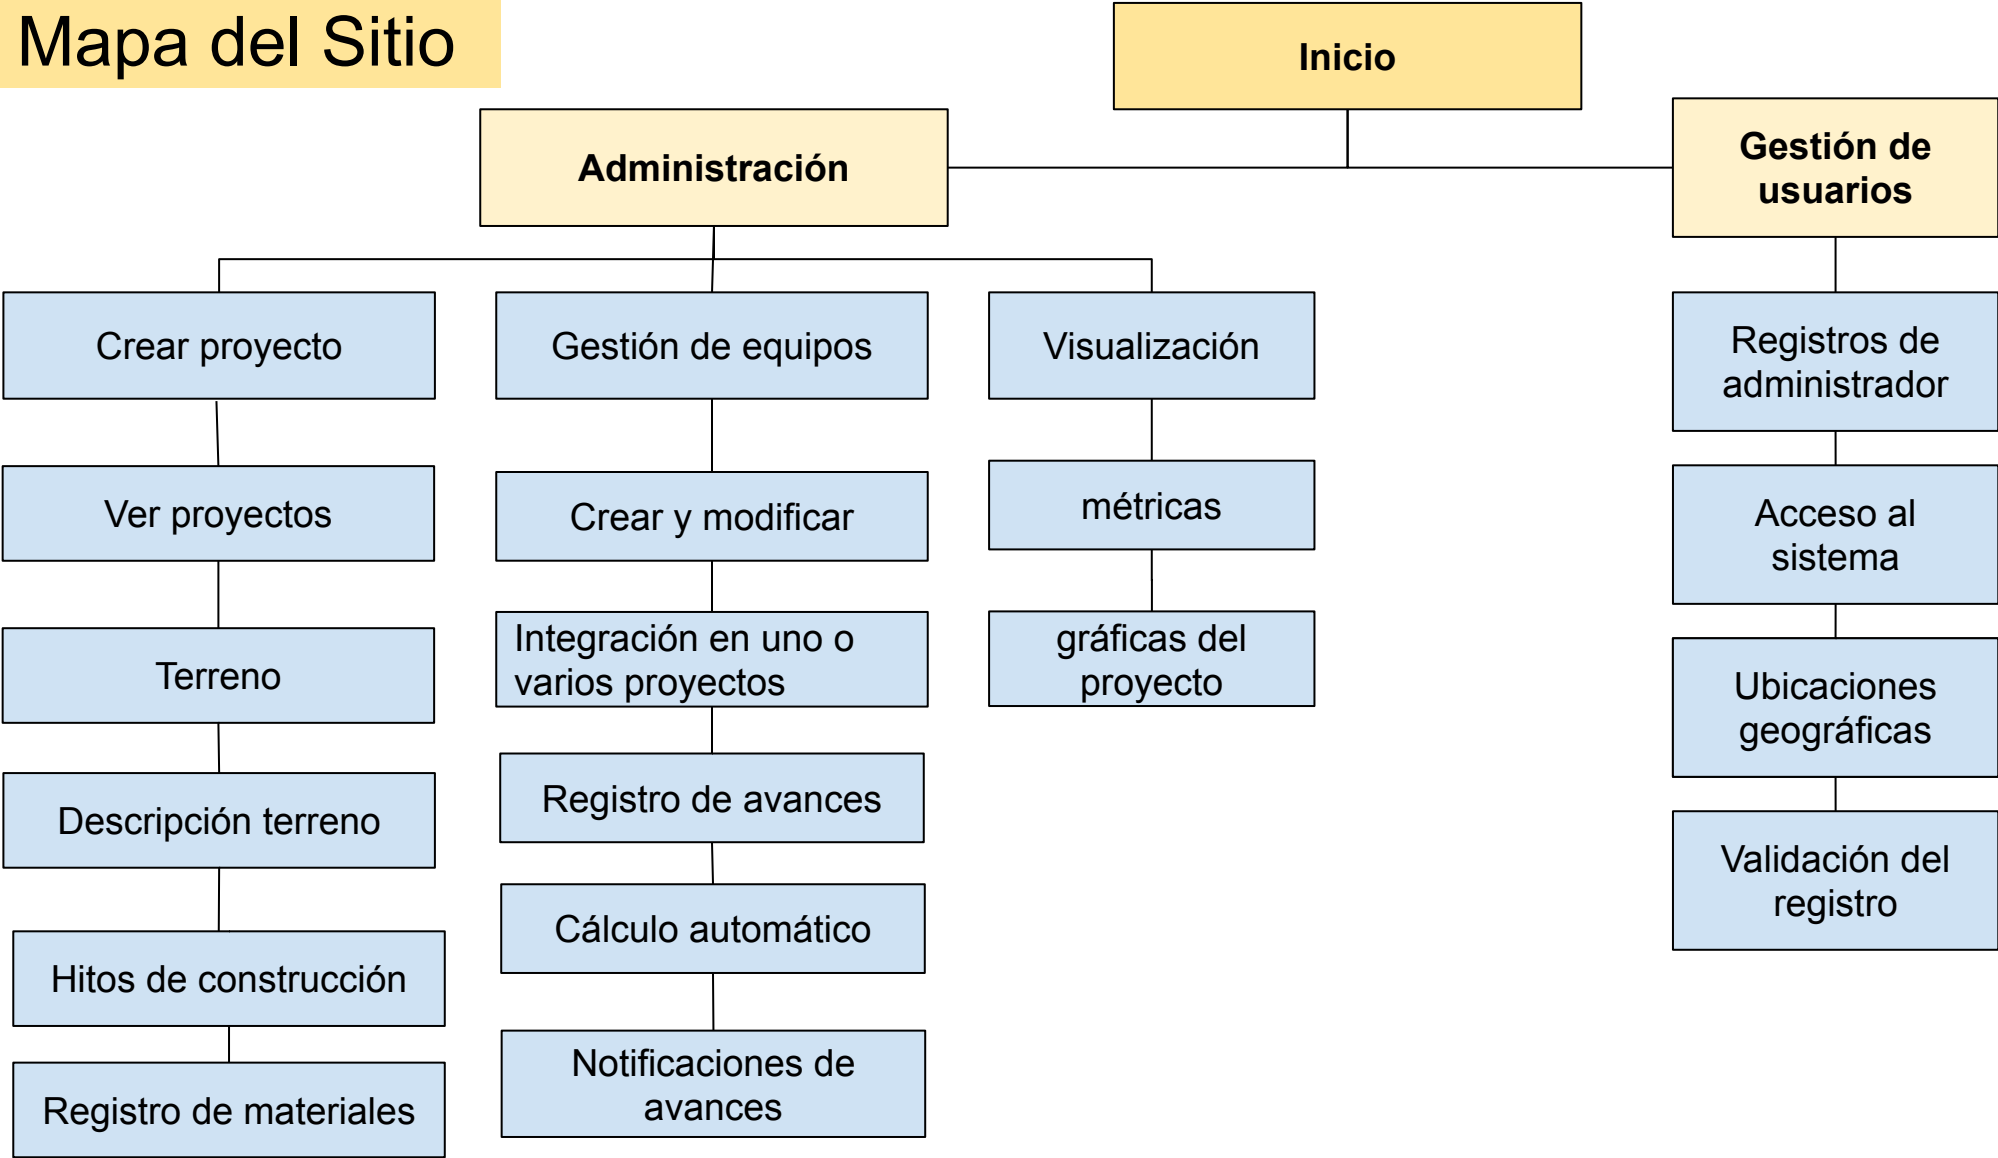 Mapa del Sitio
Inicio
Administración
Gestión de
usuarios
Crear proyecto
Ver proyectos
Terreno
Descripción terreno
Hitos de construcción
Registro de materiales
Gestión de equipos
Crear y modificar
Integración en uno o
varios proyectos
Registro de avances
Cálculo automático
Notificaciones de
avances
Visualización
métricas
gráficas del
proyecto
Registros de
administrador
Acceso al
sistema
Ubicaciones
geográficas
Validación del
registro